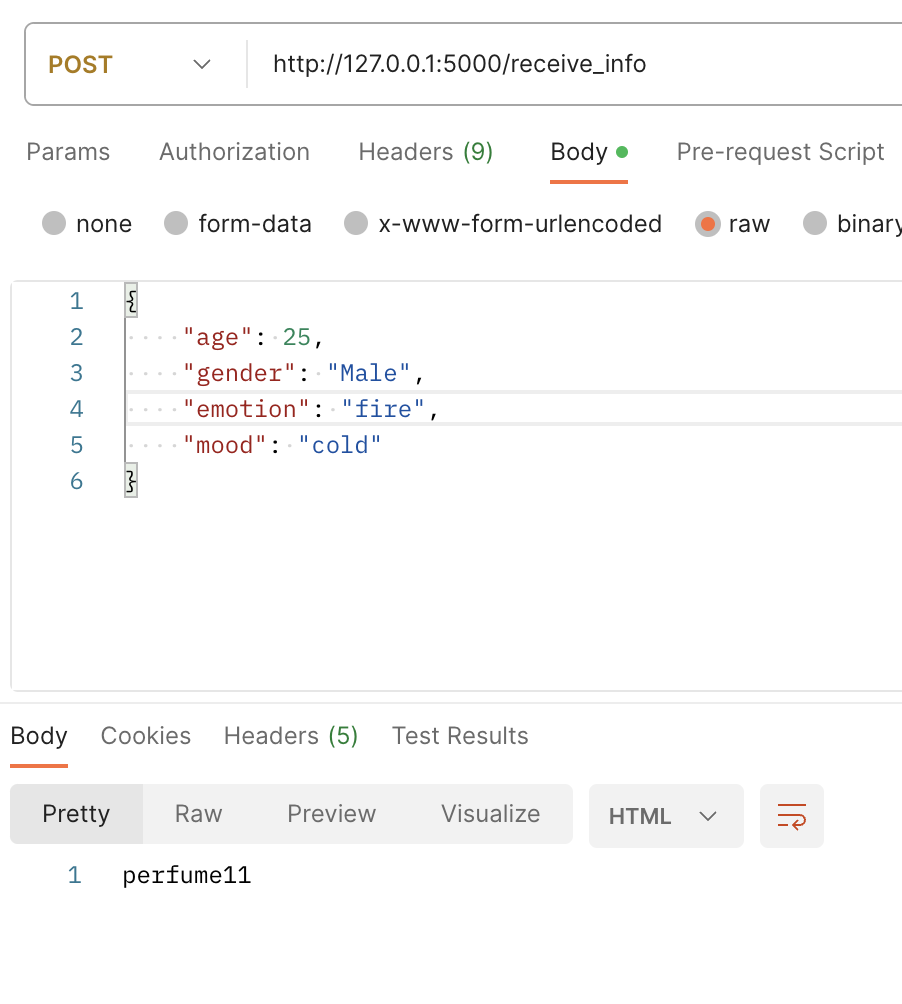 POST http://127.0.0.1:5000/receive_info
Params Authorization Headers (9) Body Pre-request Script
none form-data x-www-form-urlencoded raw binary
1 {
2 "age": 25,
3 "gender": "Male",
4 "emotion": "fire",
5 "mood": "cold"
6 }
Body Cookies Headers (5) Test Results
Pretty Raw Preview Visualize HTML
1 perfume11